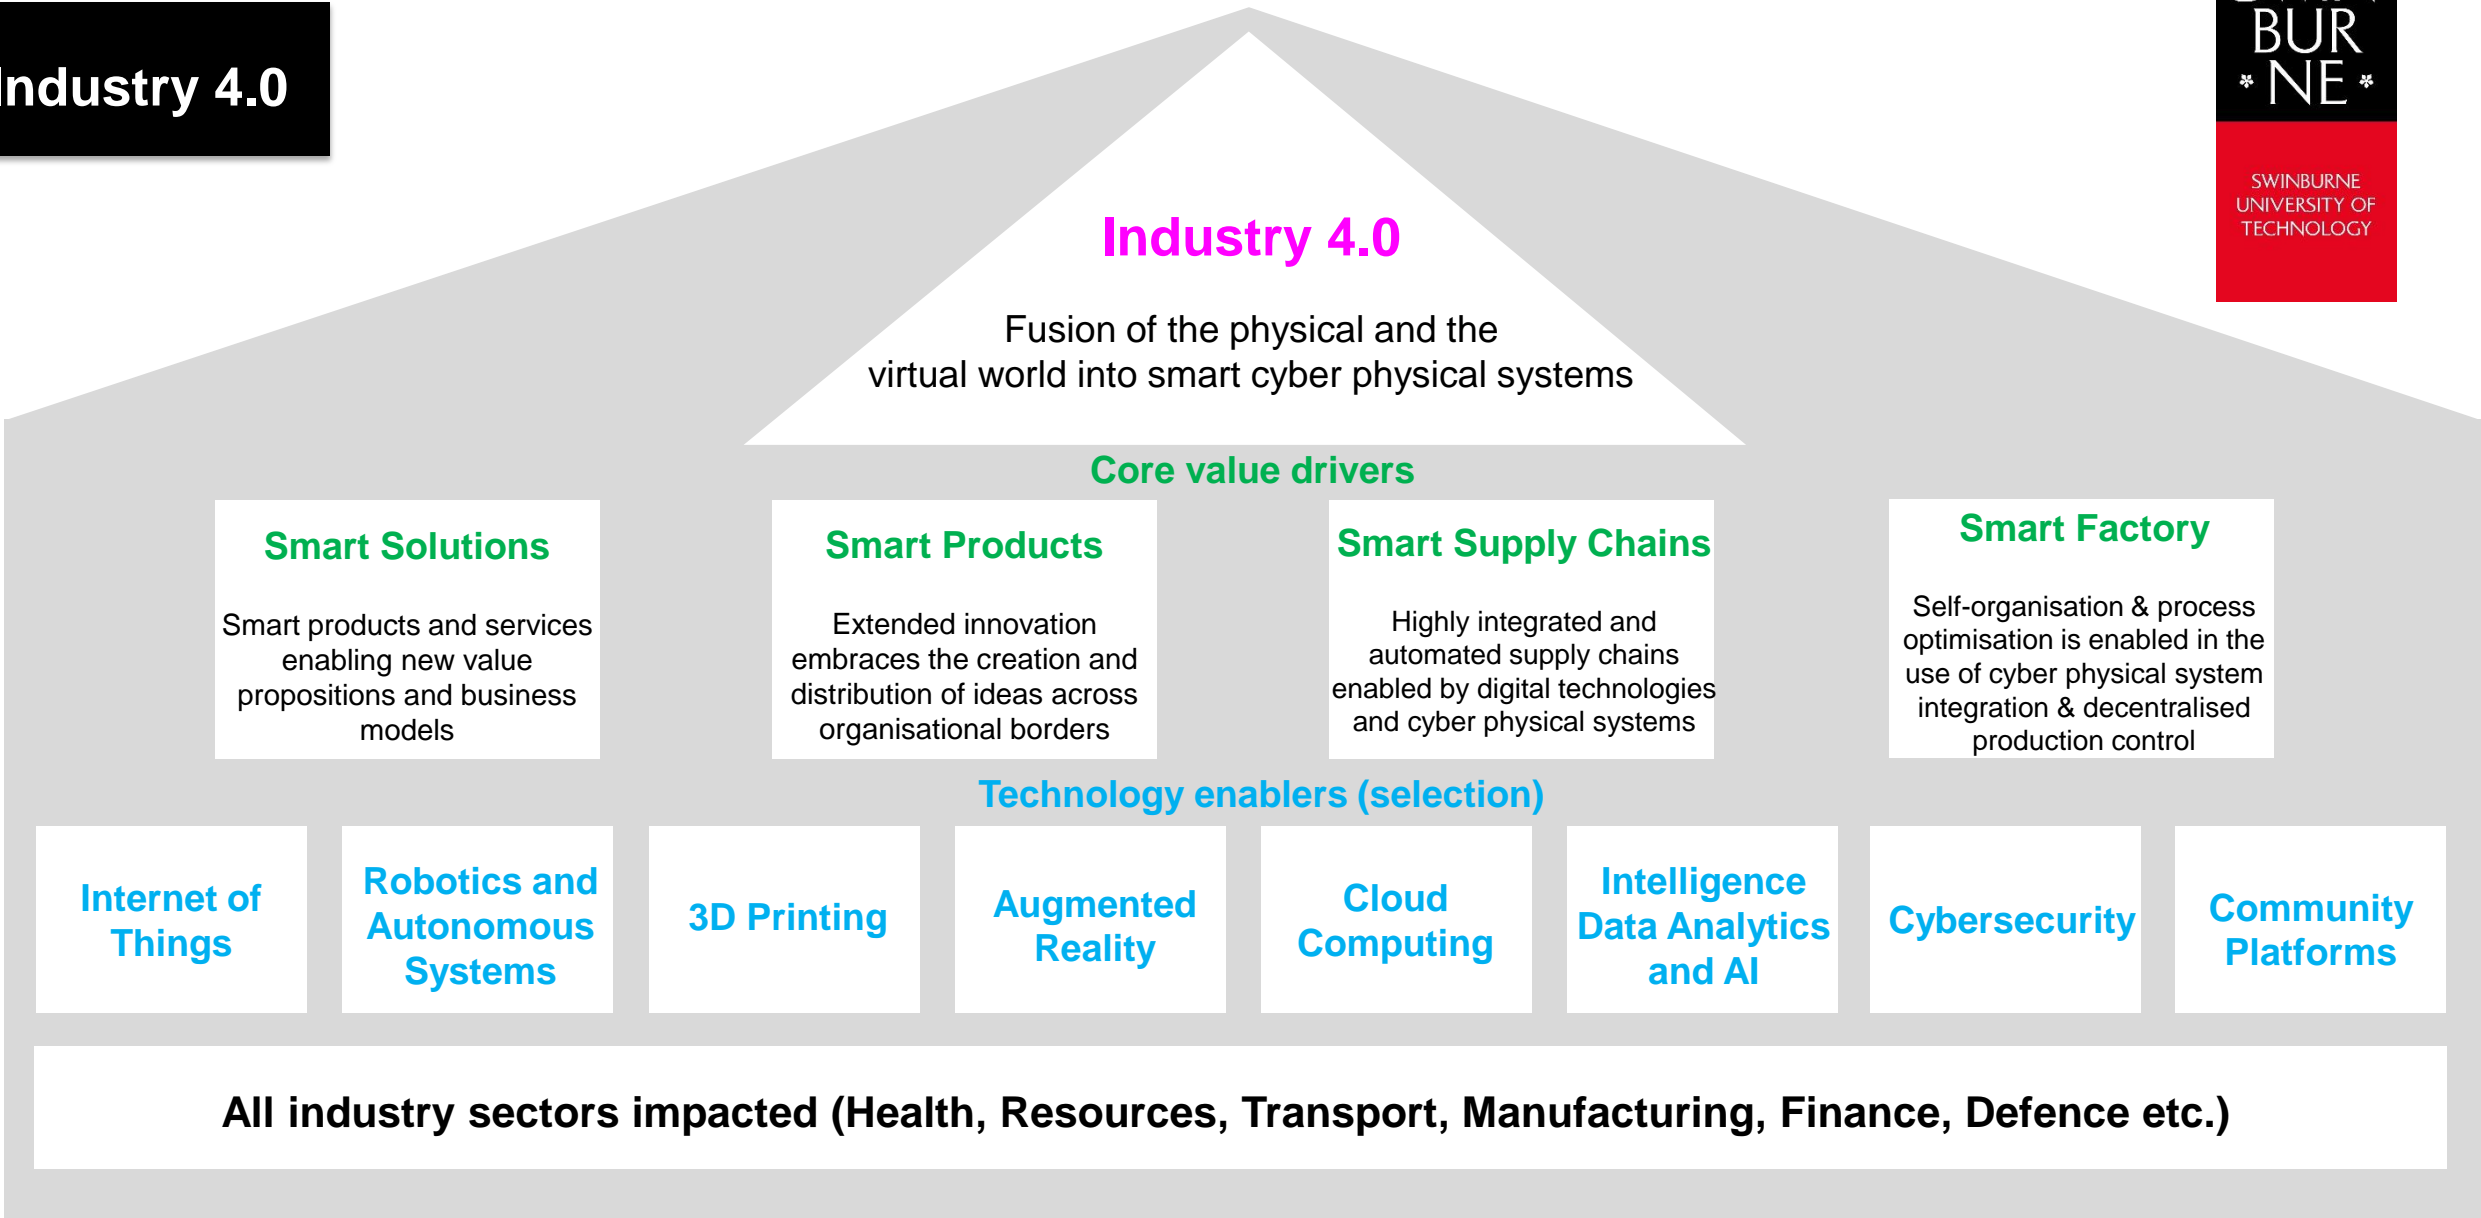 Industry 4.0
BUR
NE
SWINBURNE
UNIVERSITY OF
TECHNOLOGY
Industry 4.0
Fusion of the physical and the
virtual world into smart cyber physical systems
Core value drivers
Smart Solutions
Smart products and services
enabling new value
propositions and business
models
Smart Products
Extended innovation
embraces the creation and
distribution of ideas across
organisational borders
Smart Supply Chains
Highly integrated and
automated supply chains
enabled by digital technologies
and cyber physical systems
Smart Factory
Self-organisation & process
optimisation is enabled in the
use of cyber physical system
integration & decentralised
production control
Technology enablers (selection)
Internet of
Things
Robotics and
Autonomous
Systems
3D Printing
Augmented
Reality
Cloud
Computing
Intelligence
Data Analytics
and AI
Cybersecurity
Community
Platforms
All industry sectors impacted (Health, Resources, Transport, Manufacturing, Finance, Defence etc.)